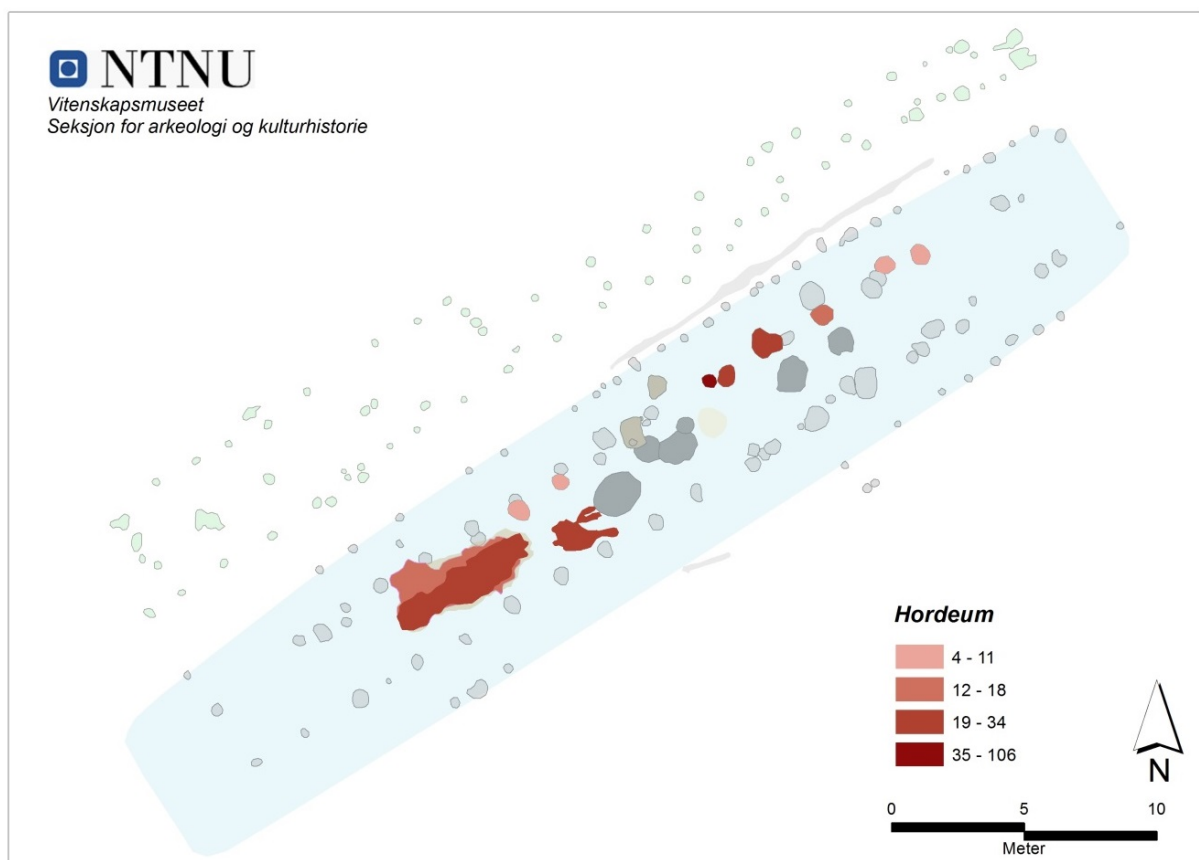 NTNU
Vitenskapsmuseet
Seksjon for arkeologi og kulturhistorie
Hordeum
4 - 11
12 - 18
19 - 34
35 - 106
N
0 5 10
Meter